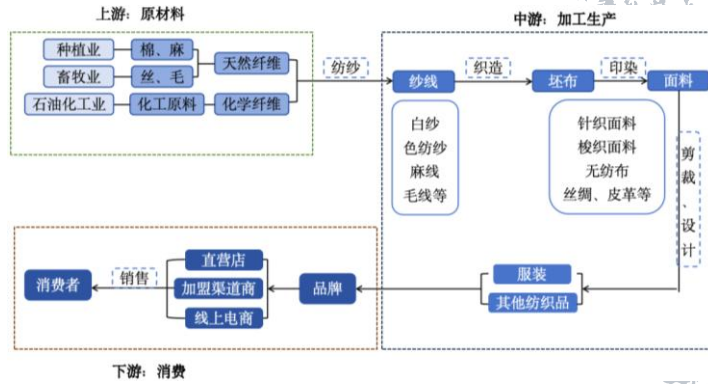 上游：原材料
种植业
棉、麻
畜牧业
丝、毛
天然纤维
石油化工业
化工原料
化学纤维
中游：加工生产
纺纱
纱线
织造
坯布
印染
面料
白纱
色纺纱
麻线
毛线等
针织面料
梭织面料
无纺布
丝绸、皮革等
剪裁、设计
服装
其他纺织品
品牌
直营店
加盟渠道商
线上电商
销售
消费者
下游：消费